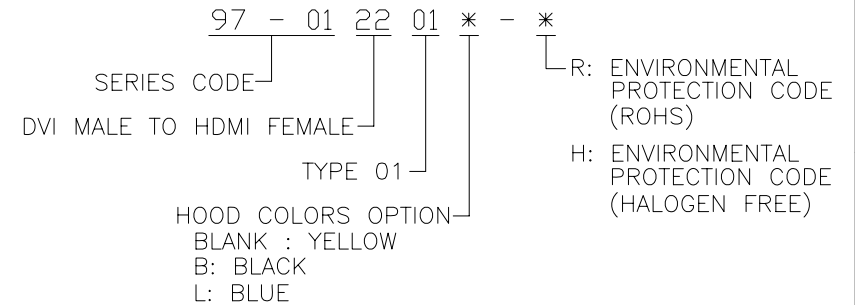 97 - 01 22 01 * - *
SERIES CODE
DVI MALE TO HDMI FEMALE
TYPE 01
HOOD COLORS OPTION
BLANK : YELLOW
B: BLACK
L: BLUE
R: ENVIRONMENTAL
PROTECTION CODE
(ROHS)
H: ENVIRONMENTAL
PROTECTION CODE
(HALOGEN FREE)